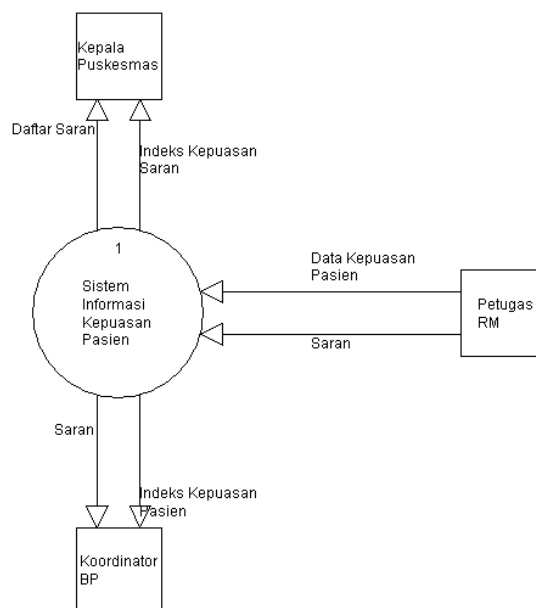 Kepala
Puskesmas
Daftar Saran
Indeks Kepuasan
Saran
1
Sistem
Informasi
Kepuasan
Pasien
Data Kepuasan
Pasien
Petugas
RM
Saran
Saran
Indeks Kepuasan
Pasien
Koordinator
BP